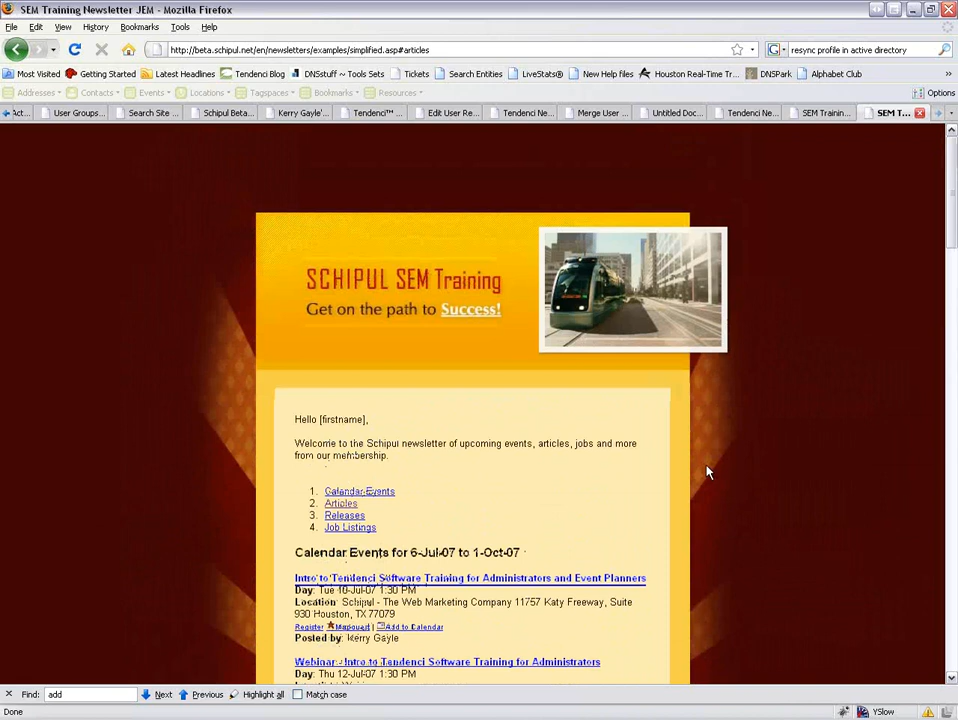 SEM Training Newsletter JEM - Mozilla Firefox
File Edit View History Bookmarks Tools Help
http://beta.schipul.net/en/newsletters/examples/simplified.asp#articles
resync profile in active directory
Most Visited Getting Started Latest Headlines Tendenci Blog DNSstuff ~ Tool Sets Tickets Search Entities LiveStats® New Help files Houston Real-Time Tr... DNSPark Alphabet Club »
Addresses Contacts Events Locations Tagspaces Bookmarks Resources Options
Act... User Groups... Search Site ... Schipul Beta... Kerry Gayle'... Tendenci™ ... Edit User Re... Tendenci Ne... Merge User ... Untitled Doc... Tendenci Ne... SEM Trainin... SEM T...
SCHIPUL SEM Training
Get on the path to Success!
Hello [firstname],
Welcome to the Schipul newsletter of upcoming events, articles, jobs and more
from our membership.
1. Calendar Events
2. Articles
3. Releases
4. Job Listings
Calendar Events for 6-Jul-07 to 1-Oct-07
Intro to Tendenci Software Training for Administrators and Event Planners
Day: Tue 10-Jul-07 1:30 PM
Location: Schipul - The Web Marketing Company 11757 Katy Freeway, Suite
930 Houston, TX 77079
Register Mapquest | Add to Calendar
Posted by: Kerry Gayle
Webinar - Intro to Tendenci Software Training for Administrators
Day: Thu 12-Jul-07 1:30 PM
Find: add Next Previous Highlight all Match case
Done YSlow